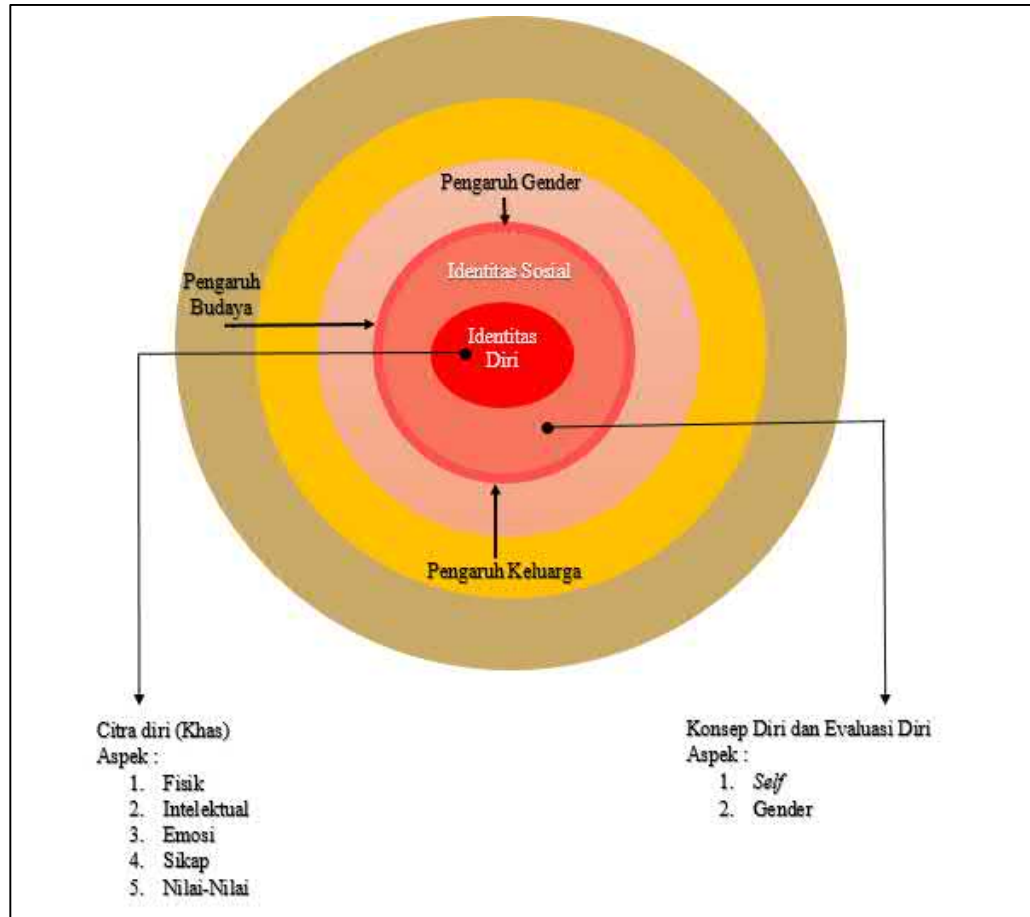 Pengaruh Gender
Identitas Sosial
Pengaruh
Budaya
Identitas
Diri
Pengaruh Keluarga
Citra diri (Khas)
Aspek :
1. Fisik
2. Intelektual
3. Emosi
4. Sikap
5. Nilai-Nilai
Konsep Diri dan Evaluasi Diri
Aspek :
1. Self
2. Gender